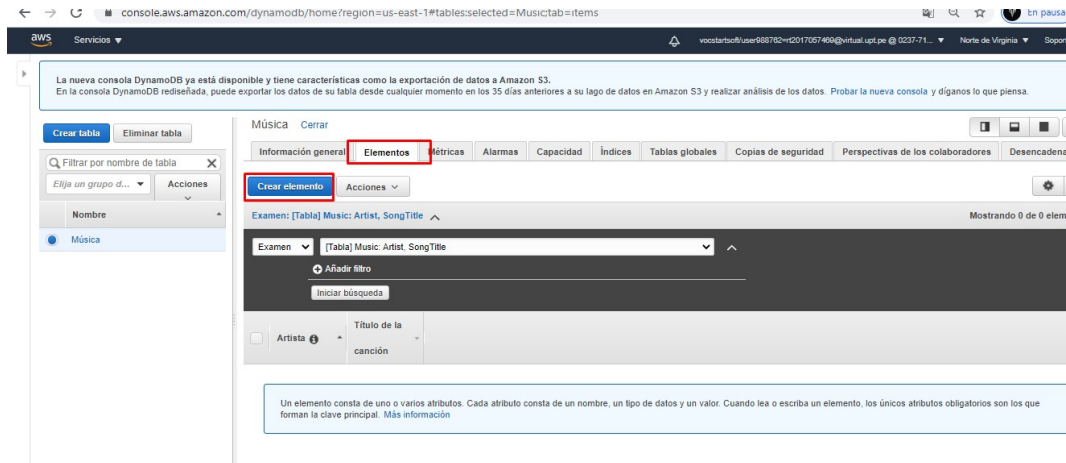 console.aws.amazon.com/dynamodb/home?region=us-east-1#tables:selected=Music;tab=items
En pausa
aws Servicios vocstartsoft/user988762=rt2017057469@virtual.upt.pe @ 0237-71... Norte de Virginia Sopor
La nueva consola DynamoDB ya está disponible y tiene características como la exportación de datos a Amazon S3.
En la consola DynamoDB rediseñada, puede exportar los datos de su tabla desde cualquier momento en los 35 días anteriores a su lago de datos en Amazon S3 y realizar análisis de los datos. Probar la nueva consola y díganos lo que piensa.
Crear tabla Eliminar tabla
Filtrar por nombre de tabla
Elija un grupo d... Acciones
Nombre
Música
Música Cerrar
Información general Elementos Métricas Alarmas Capacidad Índices Tablas globales Copias de seguridad Perspectivas de los colaboradores Desencadena
Crear elemento Acciones
Examen: [Tabla] Music: Artist, SongTitle Mostrando 0 de 0 elem
Examen [Tabla] Music: Artist, SongTitle
Añadir filtro
Iniciar búsqueda
Artista Título de la
canción
Un elemento consta de uno o varios atributos. Cada atributo consta de un nombre, un tipo de datos y un valor. Cuando lea o escriba un elemento, los únicos atributos obligatorios son los que
forman la clave principal. Más información